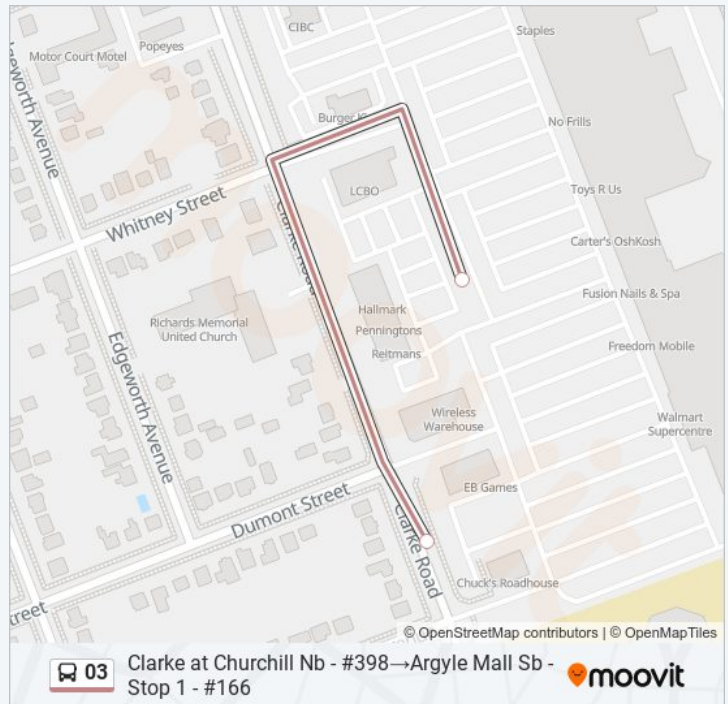 CIBC
Staples
Motor Court Motel
Popeyes
Edgeworth Avenue
Burger K
No Frills
LCBO
Toys R Us
Whitney Street
Clarke Road
Carter's OshKosh
Fusion Nails & Spa
Hallmark
Richards Memorial
United Church
Penningtons
Reitmans
Freedom Mobile
Edgeworth Avenue
Wireless
Warehouse
Walmart
Supercentre
EB Games
Dumont Street
Clarke Road
Chuck's Roadhouse
treet
© OpenStreetMap contributors | © OpenMapTiles
03
Clarke at Churchill Nb - #398→Argyle Mall Sb -
Stop 1 - #166
moovit